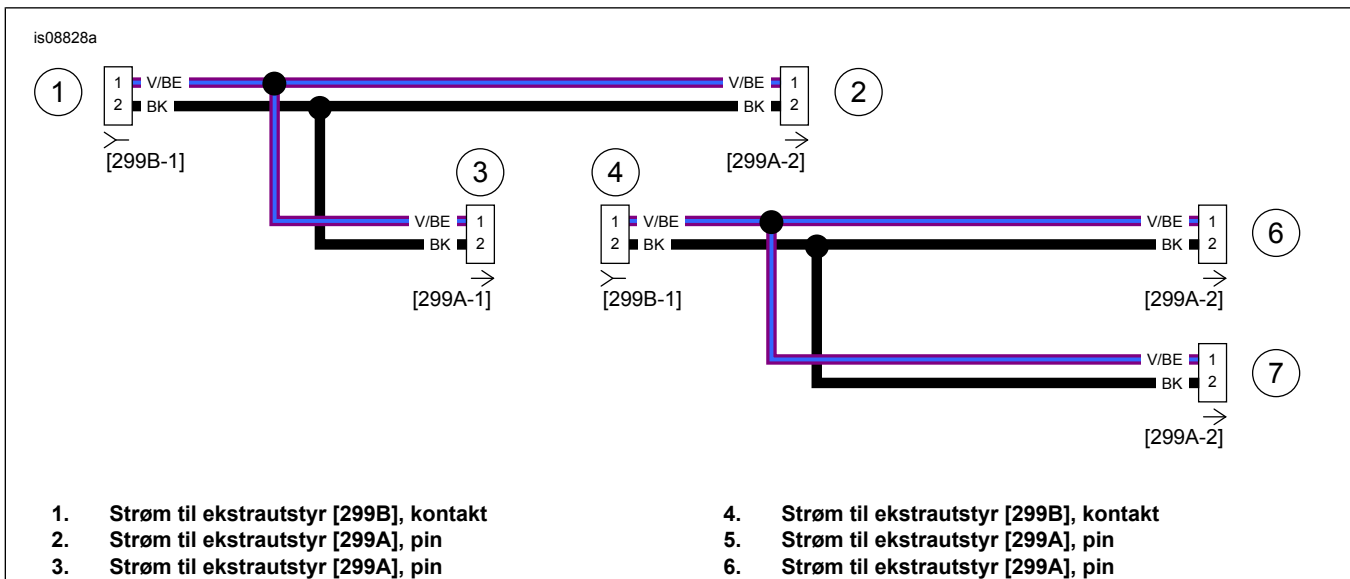 is08828a
1
1 V/BE
2 BK
[299B-1]
V/BE 1
BK 2
[299A-2]
2
3
V/BE 1
BK 2
[299A-1]
4
1 V/BE
2 BK
[299B-1]
V/BE 1
BK 2
[299A-2]
6
V/BE 1
BK 2
[299A-2]
7
1. Strøm til ekstrautstyr [299B], kontakt
2. Strøm til ekstrautstyr [299A], pin
3. Strøm til ekstrautstyr [299A], pin
4. Strøm til ekstrautstyr [299B], kontakt
5. Strøm til ekstrautstyr [299A], pin
6. Strøm til ekstrautstyr [299A], pin